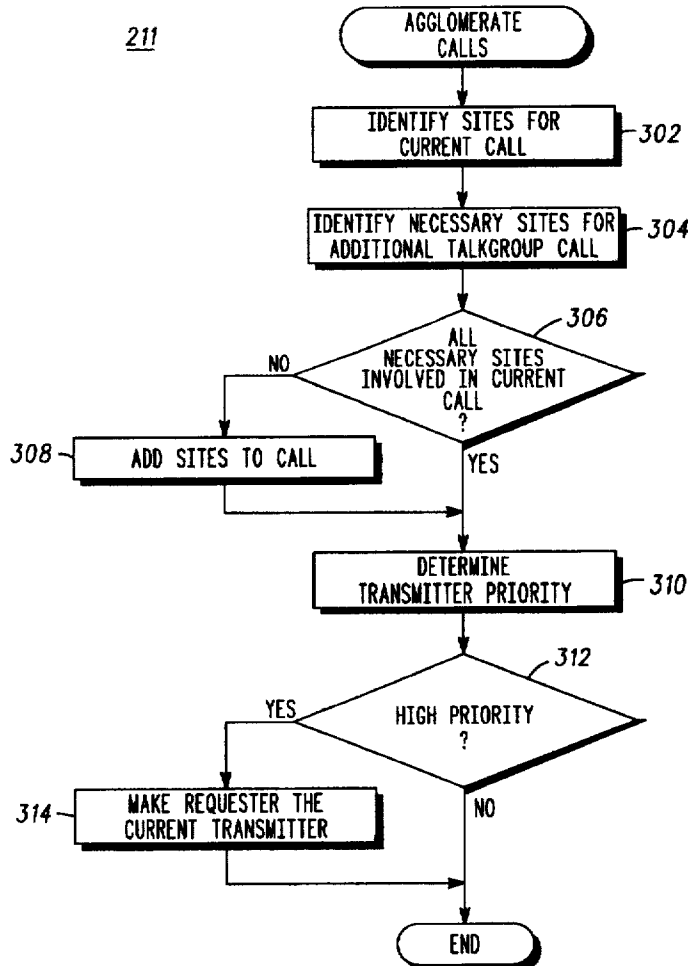 211
AGGLOMERATE
CALLS
IDENTIFY SITES FOR
CURRENT CALL
302
IDENTIFY NECESSARY SITES FOR
ADDITIONAL TALKGROUP CALL
304
306
ALL
NECESSARY SITES
INVOLVED IN CURRENT
CALL
?
NO
YES
308
ADD SITES TO CALL
DETERMINE
TRANSMITTER PRIORITY
310
312
HIGH PRIORITY
?
YES
NO
314
MAKE REQUESTER THE
CURRENT TRANSMITTER
END